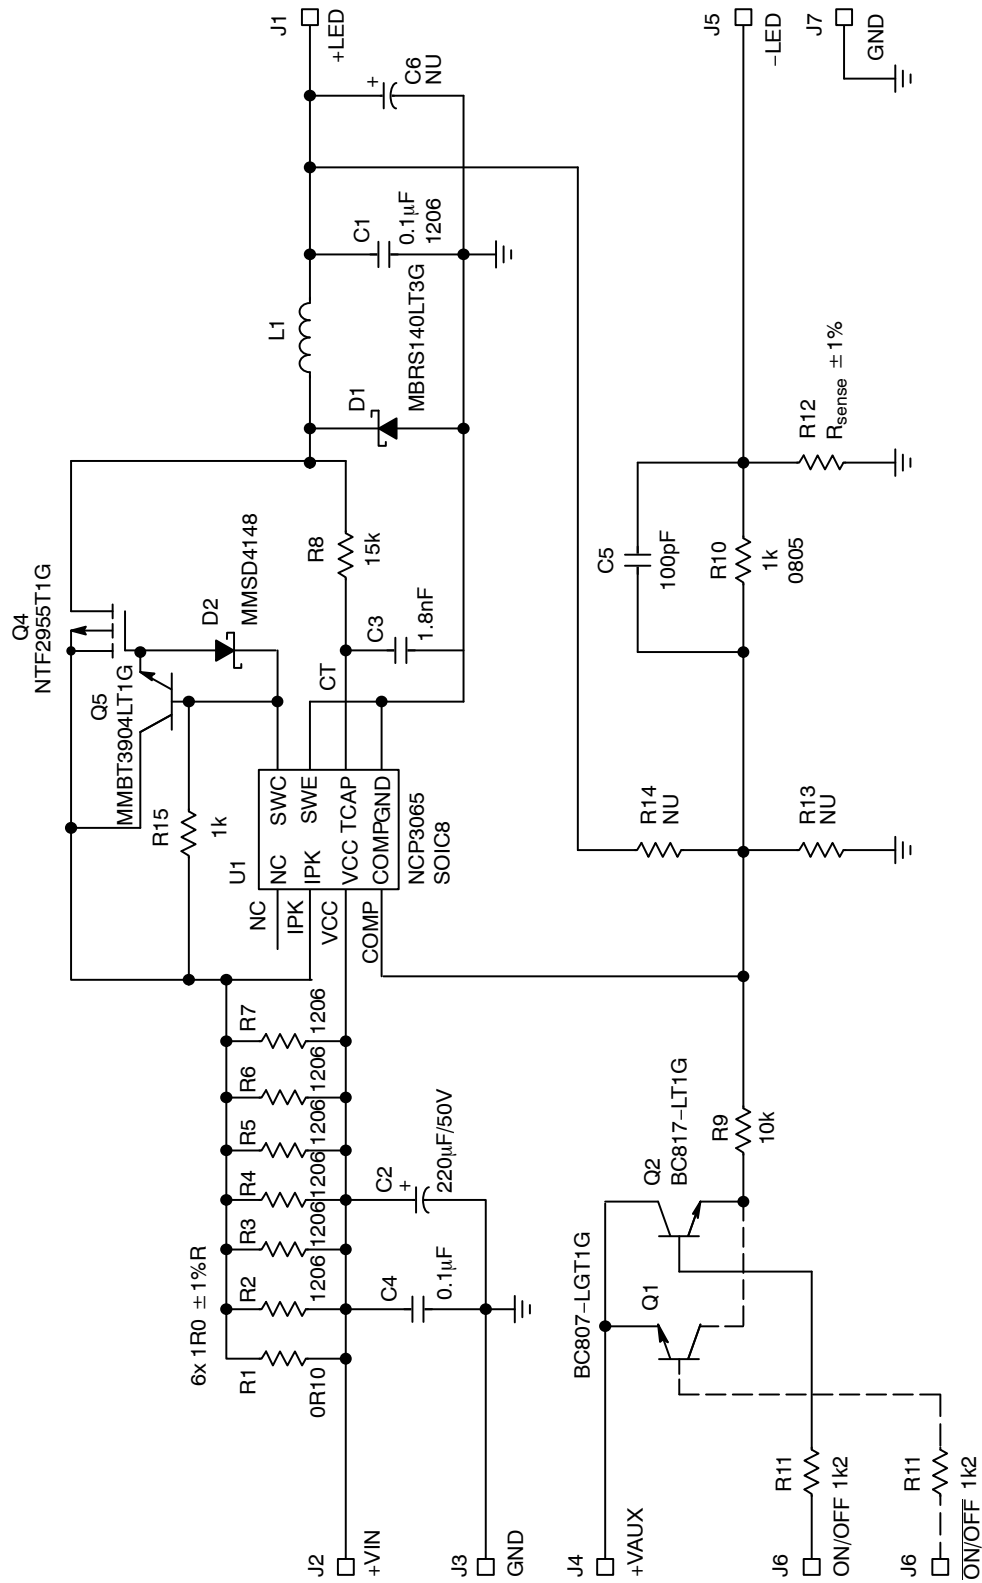 J2
+VIN
J3
GND
J4
+VAUX
J6
ON/OFF 1k2
R11
J6
ON/OFF 1k2
R11
6x 1R0 ±1%R
R1
0R10
R2
1206
R3
1206
R4
1206
R5
1206
R6
1206
R7
1206
C4
0.1μF
C2
220μF/50V
+
BC807−LGT1G
Q1
Q2
BC817−LT1G
R9
10k
NC
IPK
VCC
COMP
U1
NC SWC
IPK SWE
VCC TCAP
COMPGND
NCP3065
SOIC8
R15
1k
Q5
MMBT3904LT1G
Q4
NTF2955T1G
D2
MMSD4148
CT
C3
1.8nF
R8
15k
R14
NU
R13
NU
D1
MBRS140LT3G
L1
C1
0.1μF
1206
C6
NU
+
C5
100pF
R10
1k
0805
R12
Rsense ±1%
J1
+LED
J5
−LED
J7
GND